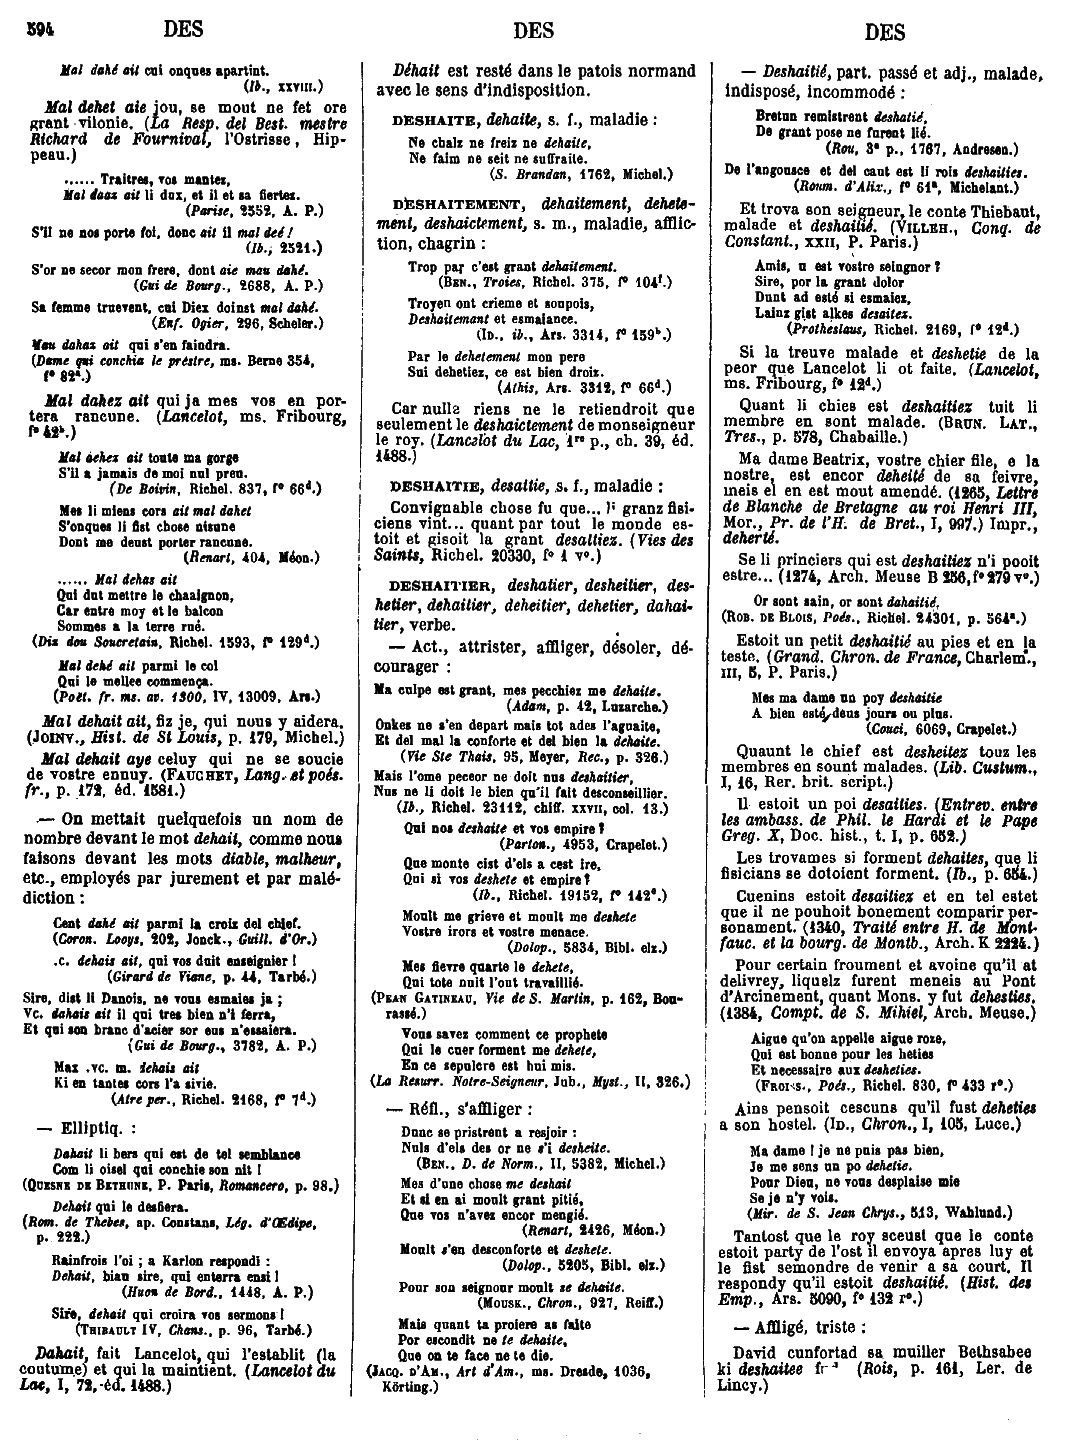 594 DES DES DES
Mal dahé ait cui onques apartint.
(Ib., XXVIII.)
Mal dehet aie jou, se mout ne fet ore
grant vilonie. (La Resp. del Best. mestre
Richard de Fournival, l'Ostrisse, Hip-
peau.)
...... Traitres, vos mantez,
Mal daaz ait li dux, et il et sa fiertez.
(Parise, 2552, A. P.)
S'il ne nos porte foi, donc ait il mal deé !
(Ib., 2521.)
S'or ne secor mon frere, dont aie mau dahé.
(Gui de Bourg., 2688, A. P.)
Sa femme truevent, cui Diex doinst mal dahé.
(Enf. Ogier, 296, Scheler.)
Mau dahaz ait qui s'en faindra.
(Dame qui conchia le prestre, ms. Berne 354,
f° 82ᵃ.)
Mal dahez ait qui ja mes vos en por-
tera rancune. (Lancelot, ms. Fribourg,
f° 42ᵇ.)
Mal dehez ait toute ma gorge
S'il a jamais de moi nul preu.
(De Boivin, Richel. 837, f° 66ᵈ.)
Mes li miens cors ait mal dahet
S'onques li fist chose nisune
Dont me deust porter rancune.
(Renart, 404, Méon.)
...... Mal dehas ait
Qui dut mettre le chaaignon,
Car entre moy et le balcon
Sommes a la terre rué.
(Dis dou Soucretain, Richel. 1593, f° 129ᵈ.)
Mal dehé ait parmi le col
Qui le mellee commença.
(Poët. fr. ms. av. 1300, IV, 13009, Ars.)
Mal dehait ait, fiz je, qui nous y aidera.
(JOINV., Hist. de St Louis, p. 179, Michel.)
Mal dehait aye celuy qui ne se soucie
de vostre ennuy. (FAUCHET, Lang. et poés.
fr., p. 172, éd. 1581.)
— On mettait quelquefois un nom de
nombre devant le mot dehait, comme nous
faisons devant les mots diable, malheur,
etc., employés par jurement et par malé-
diction :
Cent dahé ait parmi la croix del chief.
(Coron. Looys, 202, Jonck., Guill. d'Or.)
.C. dehais ait, qui vos duit enseignier !
(Girard de Viane, p. 44, Tarbé.)
Sire, dist li Danois, ne vous esmaies ja ;
Vc. dahais ait il qui tres bien n'i ferra,
Et qui son branc d'acier sor eus n'essaiera.
(Gui de Bourg., 3782, A. P.)
Max .vc. m. dehais ait
Ki en tantes cors l'a sivie.
(Atre per., Richel. 2168, f° 7ᵈ.)
— Elliptiq. :
Dahait li bers qui est de tel semblance
Com li oisel qui conchie son nit !
(QUESNE DE BETHUNE, P. Paris, Romancero, p. 98.)
Dehait qui le desfiera.
(Rom. de Thebes, ap. Constans, Lég. d'Œdipe,
p. 222.)
Rainfrois l'oi ; a Karlon respondi :
Dehait, biau sire, qui enterra ensi !
(Huon de Bord., 1448, A. P.)
Sire, dehait qui croira vos sermons !
(THIBAULT IV, Chans., p. 96, Tarbé.)
Dahait, fait Lancelot, qui l'establit (la
coutume) et qui la maintient. (Lancelot du
Lac, I, 72, éd. 1488.)
Déhait est resté dans le patois normand
avec le sens d'indisposition.
DESHAITE, dehaite, s. f., maladie :
Ne chalz ne freiz ne dehaite,
Ne faim ne seit ne suffraite.
(S. Brandan, 1762, Michel.)
DESHAITEMENT, dehaitement, dehete-
ment, deshaictement, s. m., maladie, afflic-
tion, chagrin :
Trop par c'est grant dehaitement.
(BEN., Troies, Richel. 375, f° 104ᶠ.)
Troyen ont crieme et soupois,
Deshaitemant et esmaiance.
(ID., ib., Ars. 3314, f° 159ᵇ.)
Par le dehetement mon pere
Sui dehetiez, ce est bien droiz.
(Athis, Ars. 3312, f° 66ᵈ.)
Car nulle riens ne le retiendroit que
seulement le deshaictement de monseigneur
le roy. (Lancelot du Lac, 1ʳᵉ p., ch. 39, éd.
1488.)
DESHAITIE, desaitie, s. f., maladie :
Convignable chose fu que... li granz fisi-
ciens vint... quant par tout le monde es-
toit et gisoit la grant desaitiez. (Vies des
Saints, Richel. 20330, f° 1 v°.)
DESHAITIER, deshatier, desheitier, des-
hetier, dehaitier, deheitier, dehetier, dahai-
tier, verbe.
— Act., attrister, affliger, désoler, dé-
courager :
Ma culpe est grant, mes pecchiez me dehaite.
(Adam, p. 42, Luzarche.)
Onkes ne s'en depart mais tot ades l'aguaite,
Et del mal la conforte et del bien la dehaite.
(Vie Ste Thais, 95, Meyer, Rec., p. 326.)
Mais l'ome peceor ne doit nus deshaitier,
Nus ne li doit le bien qu'il fait desconseillier.
(Ib., Richel. 23112, chiff. XXVII, col. 13.)
Qui nos deshaite et vos empire ?
(Parton., 4953, Crapelet.)
Que monte cist d'els a cest ire,
Qui si vos deshete et empire ?
(Ib., Richel. 19152, f° 142ᵉ.)
Moult me grieve et moult me deshete
Vostre irors et vostre menace.
(Dolop., 5834, Bibl. elz.)
Mes fievre quarte le dehete,
Qui tote nuit l'out travaillié.
(PEAN GATINEAU, Vie de S. Martin, p. 162, Bou-
rassé.)
Vous savez comment ce prophete
Qui le cuer forment me dehete,
En ce sepulcre est hui mis.
(La Resurr. Notre-Seigneur, Jub., Myst., II, 326.)
— Réfl., s'affliger :
Dunc se pristrent a resjoir :
Nuls d'els des or ne s'i desheite.
(BEN., D. de Norm., II, 5382, Michel.)
Mes d'une chose me deshait
Et si en ai moult grant pitié,
Que vos n'avez encor mengié.
(Renart, 2426, Méon.)
Moult s'en desconforte et deshete.
(Dolop., 5205, Bibl. elz.)
Pour son seignour moult se dehaite.
(MOUSK., Chron., 927, Reiff.)
Mais quant ta proiere as faite
Por escondit ne te dehaite,
Que on te face ne te die.
(JACQ. D'AM., Art d'Am., ms. Dresde, 1036,
Körting.)
— Deshaitié, part. passé et adj., malade,
indisposé, incommodé :
Bretun remistrent deshatié,
De grant pose ne furent lié.
(Rou, 3ᵉ p., 1767, Andresen.)
De l'angousce et del caut est li rois deshaities.
(Roum. d'Alix., f° 61ᵃ, Michelant.)
Et trova son seigneur, le conte Thiebaut,
malade et deshaitié. (VILLEH., Conq. de
Constant., XXII, P. Paris.)
Amis, u est vostre seingnor ?
Sire, por la grant dolor
Dunt ad esté si esmaiez,
Lainz gist alkes desaitez.
(Protheslaus, Richel. 2169, f° 12ᵈ.)
Si la treuve malade et deshetie de la
peor que Lancelot li ot faite. (Lancelot,
ms. Fribourg, f° 12ᵈ.)
Quant li chies est deshaitiez tuit li
membre en sont malade. (BRUN. LAT.,
Tres., p. 578, Chabaille.)
Ma dame Beatrix, vostre chier file, e la
nostre, est encor deheité de sa feivre,
meis el en est mout amendé. (1265, Lettre
de Blanche de Bretagne au roi Henri III,
Mor., Pr. de l'H. de Bret., I, 997.) Impr.,
deherté.
Se li princiers qui est deshaitiez n'i pooit
estre... (1274, Arch. Meuse B 256, f° 279 v°.)
Or sont sain, or sont dahaitié.
(ROB. DE BLOIS, Poés., Richel. 24301, p. 564ᵃ.)
Estoit un petit deshaitié au pies et en la
teste. (Grand. Chron. de France, Charlem.,
III, 5, P. Paris.)
Mes ma dame un poy deshaitie
A bien esté deus jours ou plus.
(Couci, 6069, Crapelet.)
Quaunt le chief est desheitez touz les
membres en sount malades. (Lib. Custum.,
I, 16, Rer. brit. script.)
Il estoit un poi desaities. (Entrev. entre
les ambass. de Phil. le Hardi et le Pape
Greg. X, Doc. hist., t. I, p. 652.)
Les trovames si forment dehaites, que li
fisicians se dotoient forment. (Ib., p. 654.)
Cuenins estoit desaitiez et en tel estet
que il ne pouhoit bonement comparir per-
sonament. (1340, Traité entre H. de Mont-
fauc. et la bourg. de Montb., Arch. K 2224.)
Pour certain froument et avoine qu'il at
delivrey, liquelz furent meneis au Pont
d'Arcinement, quant Mons. y fut dehesties.
(1384, Compt. de S. Mihiel, Arch. Meuse.)
Aigue qu'on appelle aigue roze,
Qui est bonne pour les heties
Et necessaire aux desheties.
(FROISS., Poés., Richel. 830, f° 433 r°.)
Ains pensoit cescuns qu'il fust deheties
a son hostel. (ID., Chron., I, 105, Luce.)
Ma dame ! je ne puis pas bien,
Je me sens un po dehetie.
Pour Dieu, ne vous desplaise mie
Se je n'y vois.
(Mir. de S. Jean Chrys., 513, Wahlund.)
Tantost que le roy sceust que le conte
estoit party de l'ost il envoya apres luy et
le fist semondre de venir a sa court. Il
respondy qu'il estoit deshaitié. (Hist. des
Emp., Ars. 5090, f° 132 r°.)
— Affligé, triste :
David cunfortad sa muiller Bethsabee
ki deshaitee (Rois, p. 161, Ler. de
Lincy.)